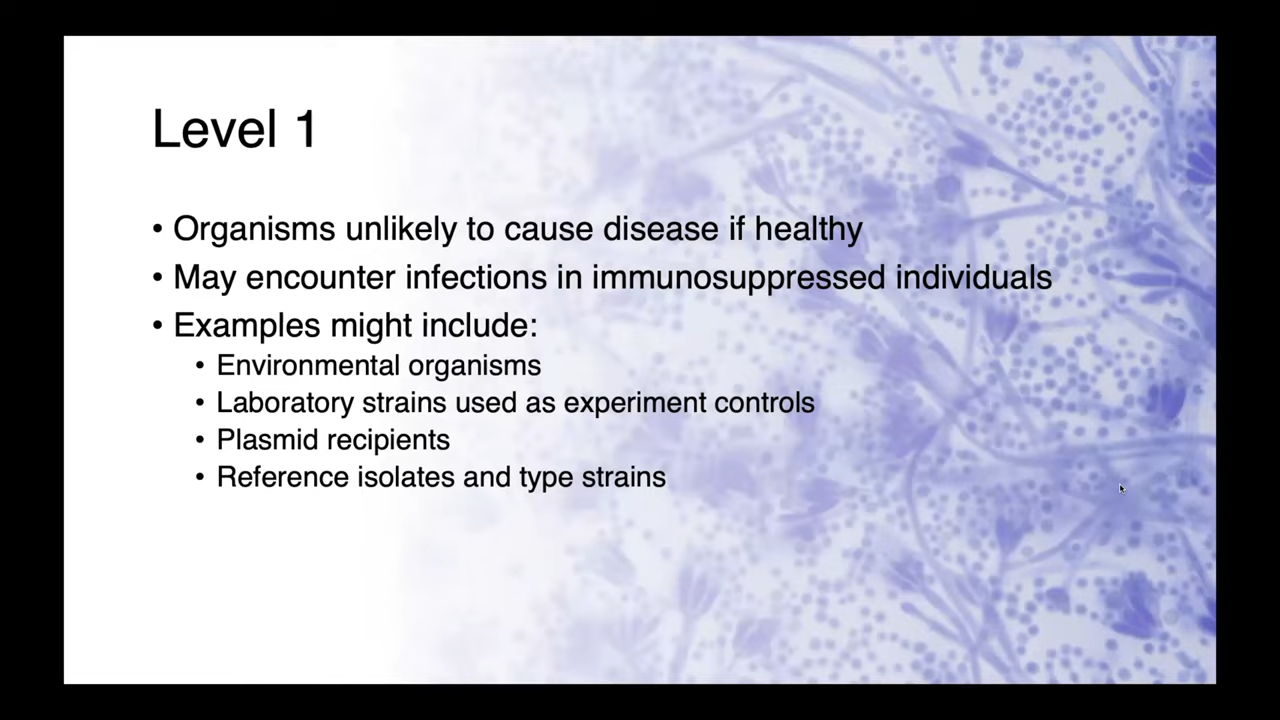 Level 1
• Organisms unlikely to cause disease if healthy
• May encounter infections in immunosuppressed individuals
• Examples might include:
• Environmental organisms
• Laboratory strains used as experiment controls
• Plasmid recipients
• Reference isolates and type strains